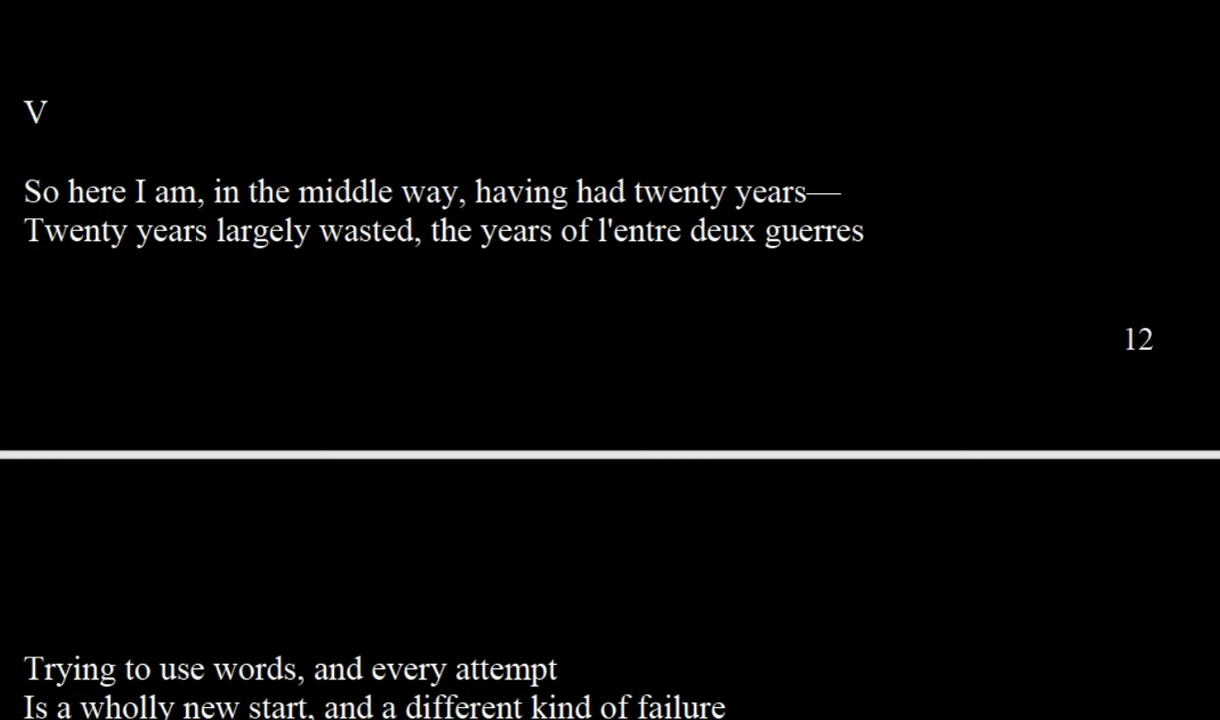 V
So here I am, in the middle way, having had twenty years—
Twenty years largely wasted, the years of l'entre deux guerres
12
Trying to use words, and every attempt
Is a wholly new start, and a different kind of failure